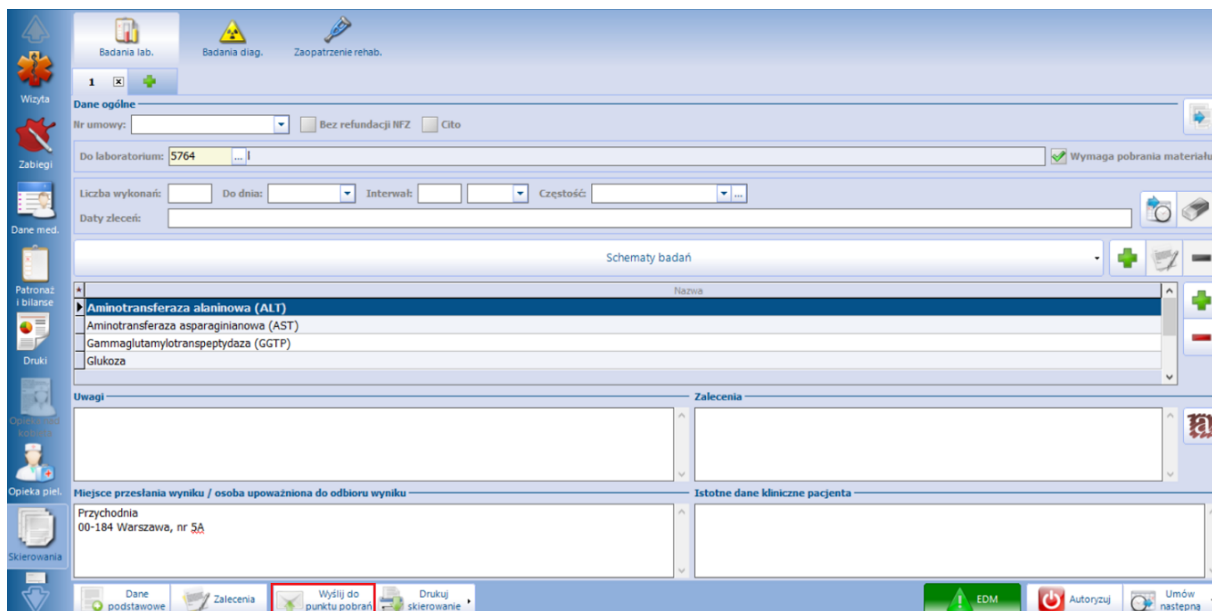 Badania lab. Badania diag. Zaopatrzenie rehab.
1
Wizyta
Dane ogólne
Nr umowy: Bez refundacji NFZ Cito
Zabiegi
Do laboratorium: 5764 ... Wymaga pobrania materiału
Liczba wykonań: Do dnia: Interwał: Częstość: ...
Daty zleceń:
Dane med.
Schematy badań
Patronaż
i bilanse
Nazwa
Aminotransferaza alaninowa (ALT)
Aminotransferaza asparaginianowa (AST)
Gammaglutamylotranspeptydaza (GGTP)
Glukoza
Druki
Uwagi Zalecenia
Opieka piel.
Miejsce przesłania wyniku / osoba upoważniona do odbioru wyniku Istotne dane kliniczne pacjenta
Przychodnia
00-184 Warszawa, nr 5A
Skierowania
Dane podstawowe
Zalecenia
Wyślij do punktu pobrań
Drukuj skierowanie
EDM
Autoryzuj
Umów następną